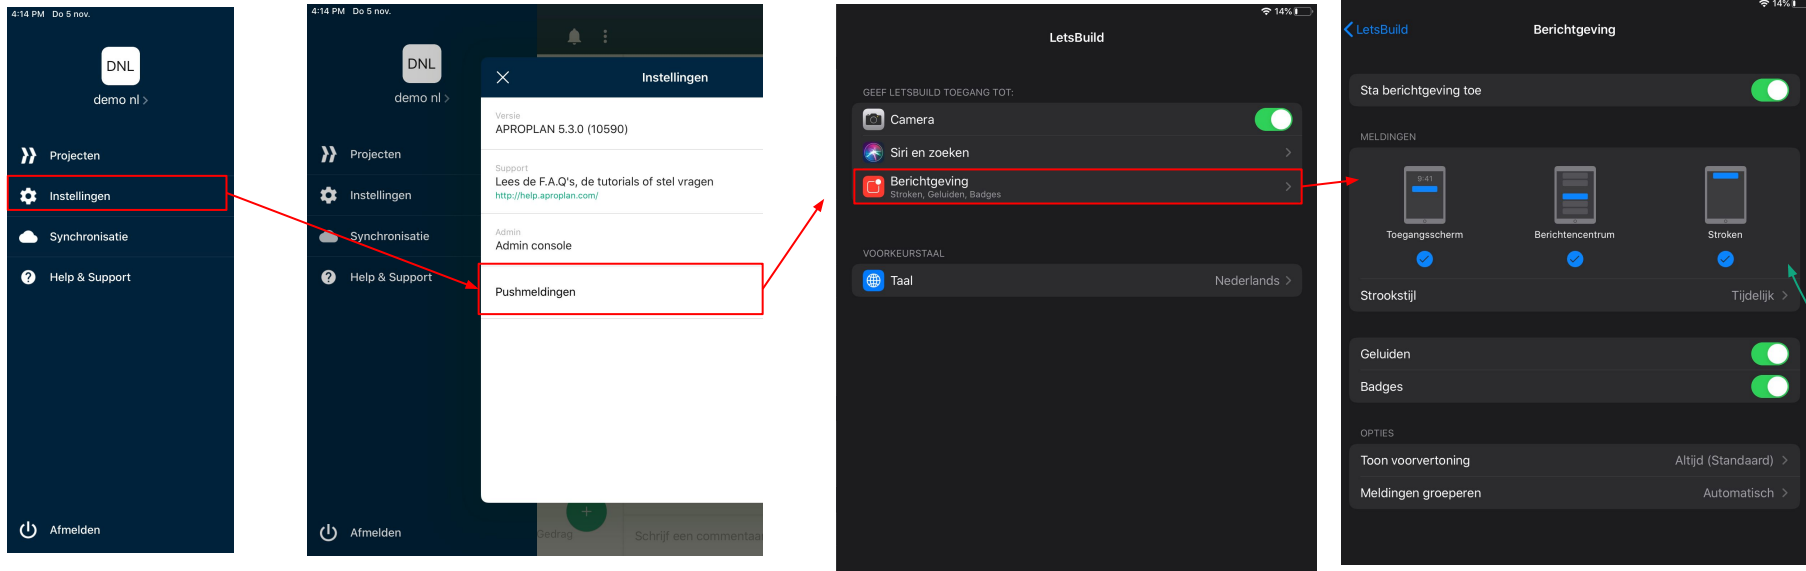 4:14 PM Do 5 nov.
DNL
demo nl >
Projecten
Instellingen
Synchronisatie
Help & Support
Afmelden
4:14 PM Do 5 nov.
DNL
demo nl >
Projecten
Instellingen
Synchronisatie
Help & Support
Afmelden
Instellingen
Versie
APROPLAN 5.3.0 (10590)
Support
Lees de F.A.Q's, de tutorials of stel vragen
http://help.aproplan.com/
Admin
Admin console
Pushmeldingen
Gedrag
Schrijf een commentaa
14%
LetsBuild
GEEF LETSBUILD TOEGANG TOT:
Camera
Siri en zoeken
Berichtgeving
Stroken, Geluiden, Badges
VOORKEURSTAAL
Taal
Nederlands >
14%
LetsBuild
Berichtgeving
Sta berichtgeving toe
MELDINGEN
9:41
Toegangsscherm
Berichtencentrum
Stroken
Strookstijl
Tijdelijk >
Geluiden
Badges
OPTIES
Toon voorvertoning
Altijd (Standaard) >
Meldingen groeperen
Automatisch >